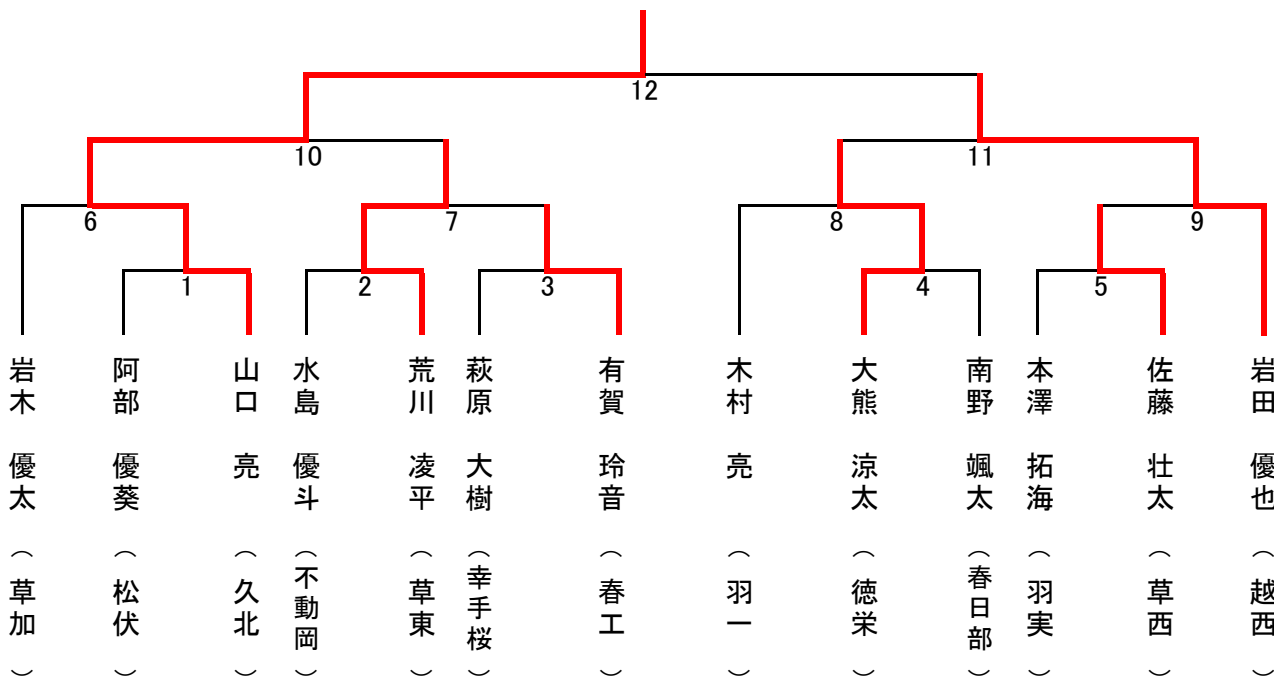 12
10
11
6
7
8
9
1
2
3
4
5
岩木 優太 （草加）
阿部 優葵 （松伏）
山口 亮 （久北）
水島 優斗 （不動岡）
荒川 凌平 （草東）
萩原 大樹 （幸手桜）
有賀 玲音 （春工）
木村 亮 （羽一）
大熊 涼太 （徳栄）
南野 颯太 （春日部）
本澤 拓海 （羽実）
佐藤 壮太 （草西）
岩田 優也 （越西）